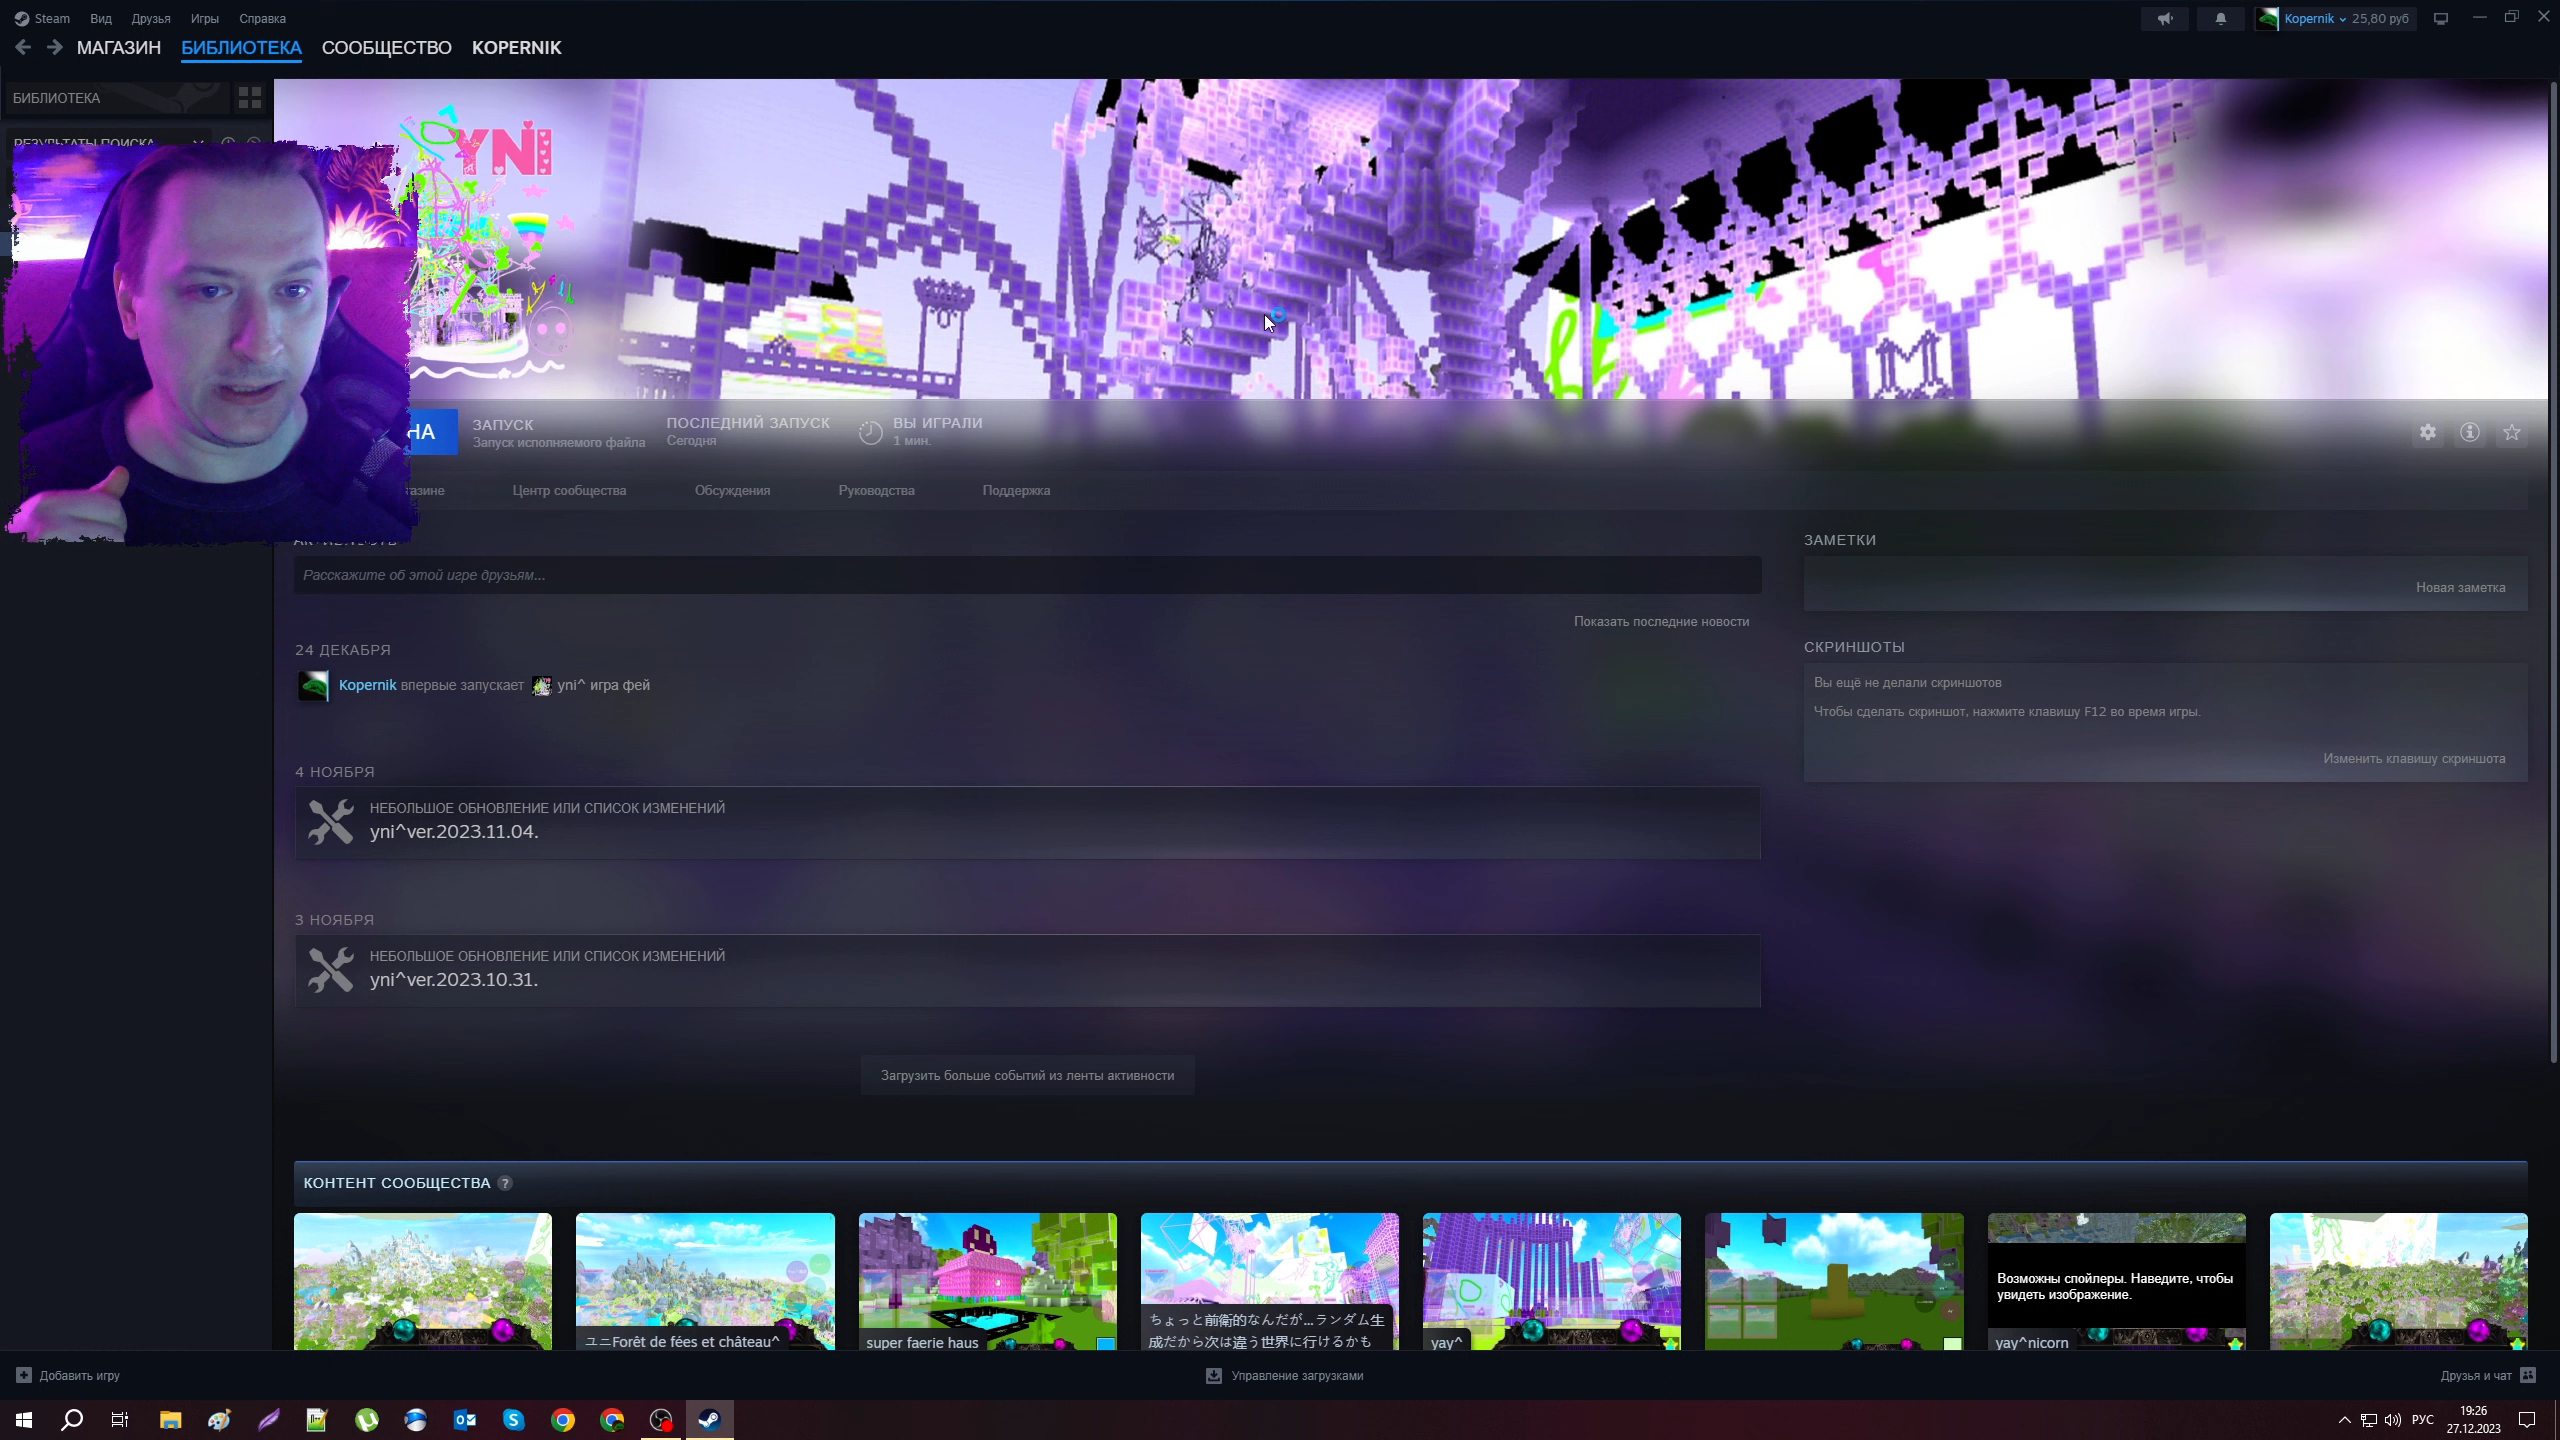 Steam Вид Друзья Игры Справка
Kopernik 25,80 руб
МАГАЗИН БИБЛИОТЕКА СООБЩЕСТВО KOPERNIK
БИБЛИОТЕКА
РЕЗУЛЬТАТЫ ПОИСКА
YNI
НА
ЗАПУСК
Запуск исполняемого файла
ПОСЛЕДНИЙ ЗАПУСК
Сегодня
ВЫ ИГРАЛИ
1 мин.
Центр сообщества Обсуждения Руководства Поддержка
Расскажите об этой игре друзьям...
Показать последние новости
24 ДЕКАБРЯ
Kopernik впервые запускает yni^ игра фей
4 НОЯБРЯ
НЕБОЛЬШОЕ ОБНОВЛЕНИЕ ИЛИ СПИСОК ИЗМЕНЕНИЙ
yni^ver.2023.11.04.
3 НОЯБРЯ
НЕБОЛЬШОЕ ОБНОВЛЕНИЕ ИЛИ СПИСОК ИЗМЕНЕНИЙ
yni^ver.2023.10.31.
Загрузить больше событий из ленты активности
ЗАМЕТКИ
Новая заметка
СКРИНШОТЫ
Вы ещё не делали скриншотов
Чтобы сделать скриншот, нажмите клавишу F12 во время игры.
Изменить клавишу скриншота
КОНТЕНТ СООБЩЕСТВА ?
ユニForêt de fées et château^
super faerie haus
ちょっと前衛的なんだが...ランダム生
成だから次は違う世界に行けるかも
yay^
Возможны спойлеры. Наведите, чтобы
увидеть изображение.
yay^nicorn
Добавить игру
Управление загрузками
Друзья и чат
РУС
19:26
27.12.2023